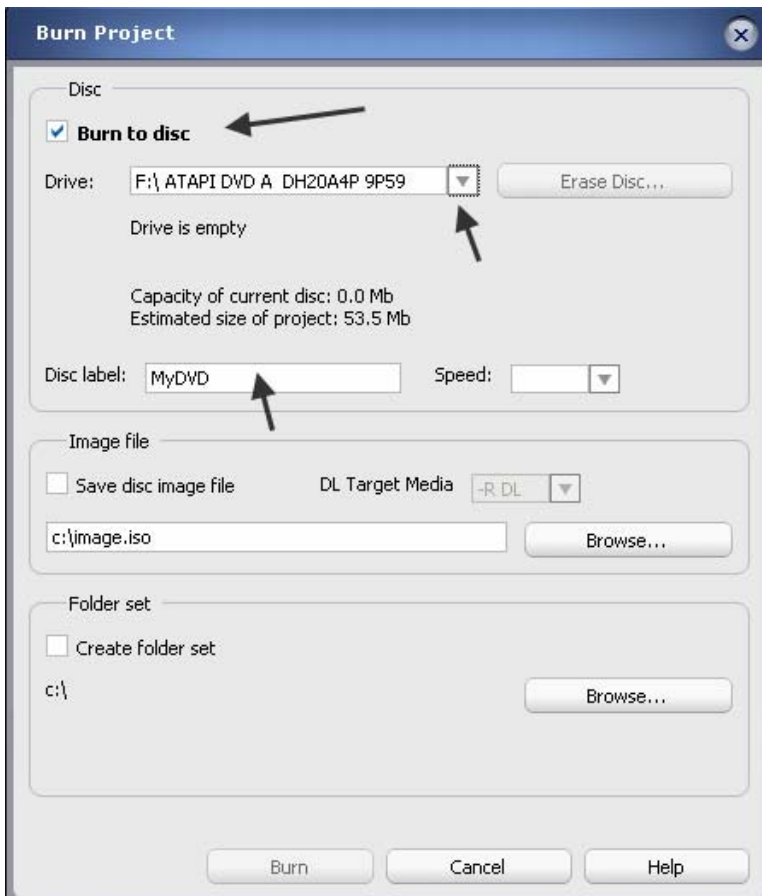 Burn Project
Disc
Burn to disc
Drive: F:\ ATAPI DVD A DH20A4P 9P59 Erase Disc...
Drive is empty
Capacity of current disc: 0.0 Mb
Estimated size of project: 53.5 Mb
Disc label: MyDVD Speed:
Image file
Save disc image file DL Target Media -R DL
c:\image.iso Browse...
Folder set
Create folder set
c:\ Browse...
Burn Cancel Help